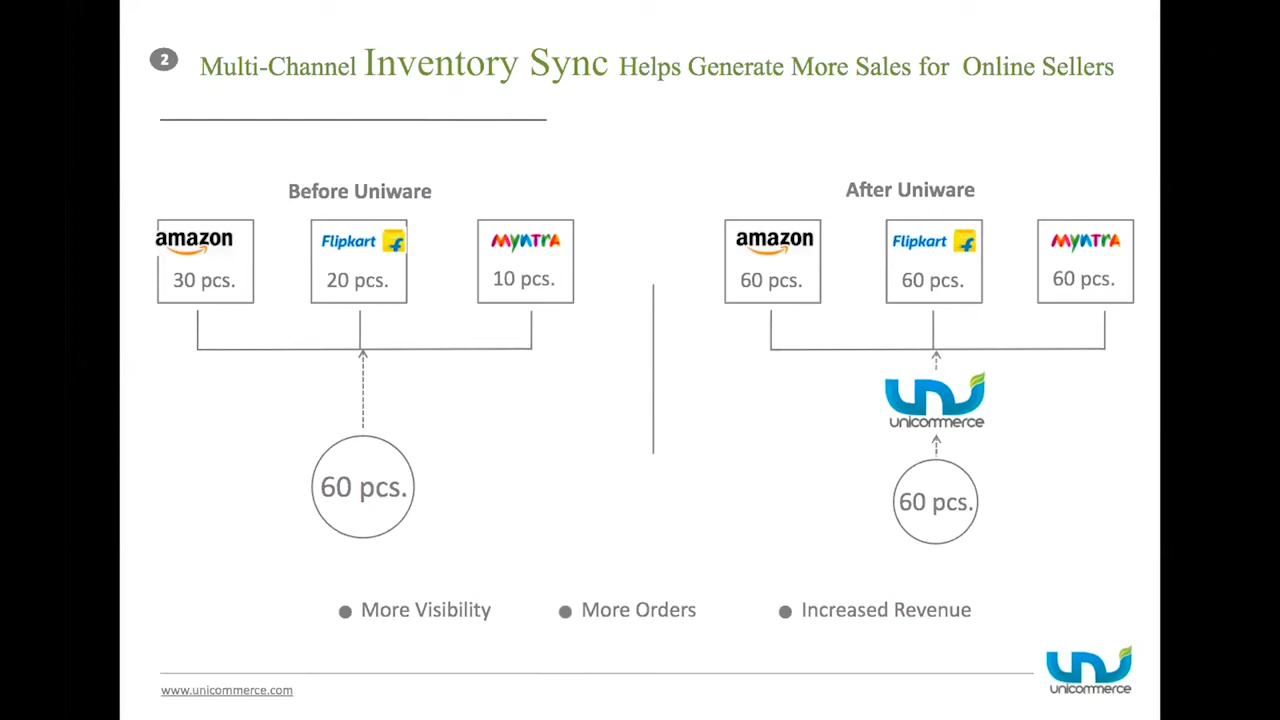 2
Multi-Channel Inventory Sync Helps Generate More Sales for Online Sellers
Before Uniware
After Uniware
amazon
30 pcs.
Flipkart
20 pcs.
Myntra
10 pcs.
amazon
60 pcs.
Flipkart
60 pcs.
Myntra
60 pcs.
60 pcs.
uni
unicommerce
60 pcs.
More Visibility
More Orders
Increased Revenue
www.unicommerce.com
uni
unicommerce